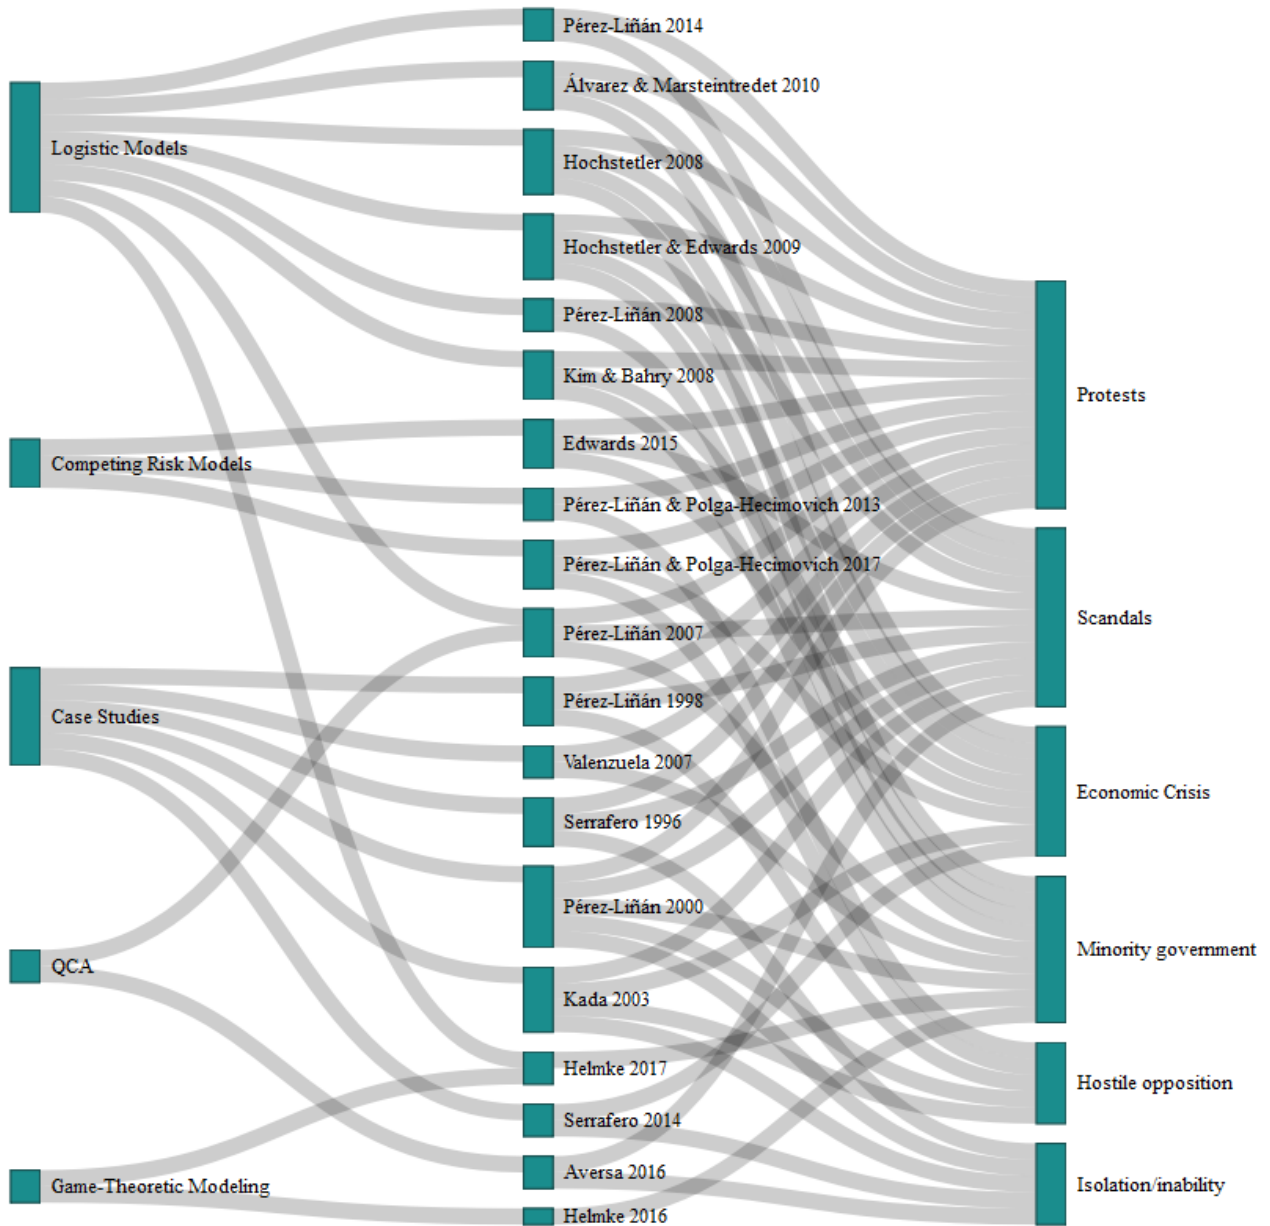 Logistic Models
Competing Risk Models
Case Studies
QCA
Game-Theoretic Modeling
Pérez-Liñán 2014
Álvarez & Marsteintredet 2010
Hochstetler 2008
Hochstetler & Edwards 2009
Pérez-Liñán 2008
Kim & Bahry 2008
Edwards 2015
Pérez-Liñán & Polga-Hecimovich 2013
Pérez-Liñán & Polga-Hecimovich 2017
Pérez-Liñán 2007
Pérez-Liñán 1998
Valenzuela 2007
Serrafero 1996
Pérez-Liñán 2000
Kada 2003
Helmke 2017
Serrafero 2014
Aversa 2016
Helmke 2016
Protests
Scandals
Economic Crisis
Minority government
Hostile opposition
Isolation/inability